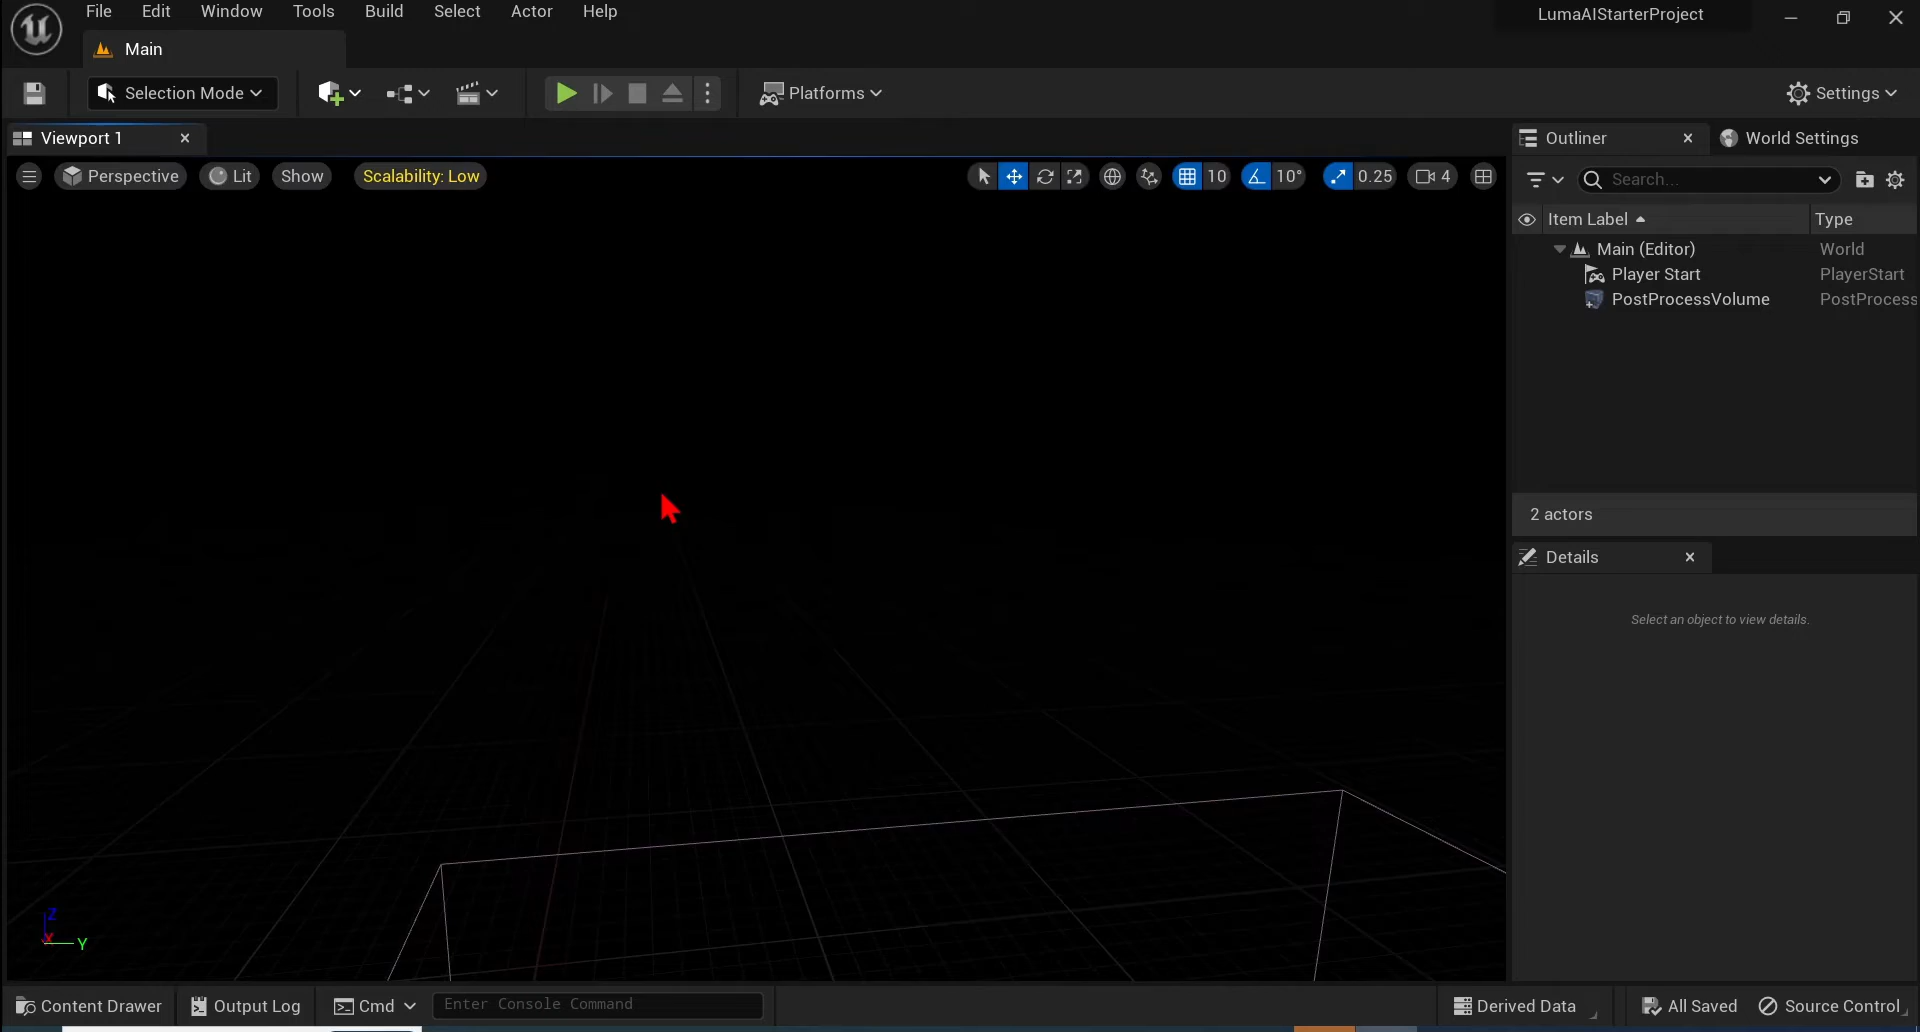 File Edit Window Tools Build Select Actor Help
LumaAIStarterProject
Main
Selection Mode
Platforms
Settings
Viewport 1
Outliner
World Settings
Perspective
Lit
Show
Scalability: Low
10
10°
0.25
4
Search...
Item Label
Type
Main (Editor) World
Player Start PlayerStart
PostProcessVolume PostProcess
2 actors
Details
Select an object to view details.
Z
X
Y
Content Drawer
Output Log
Cmd
Enter Console Command
Derived Data
All Saved
Source Control